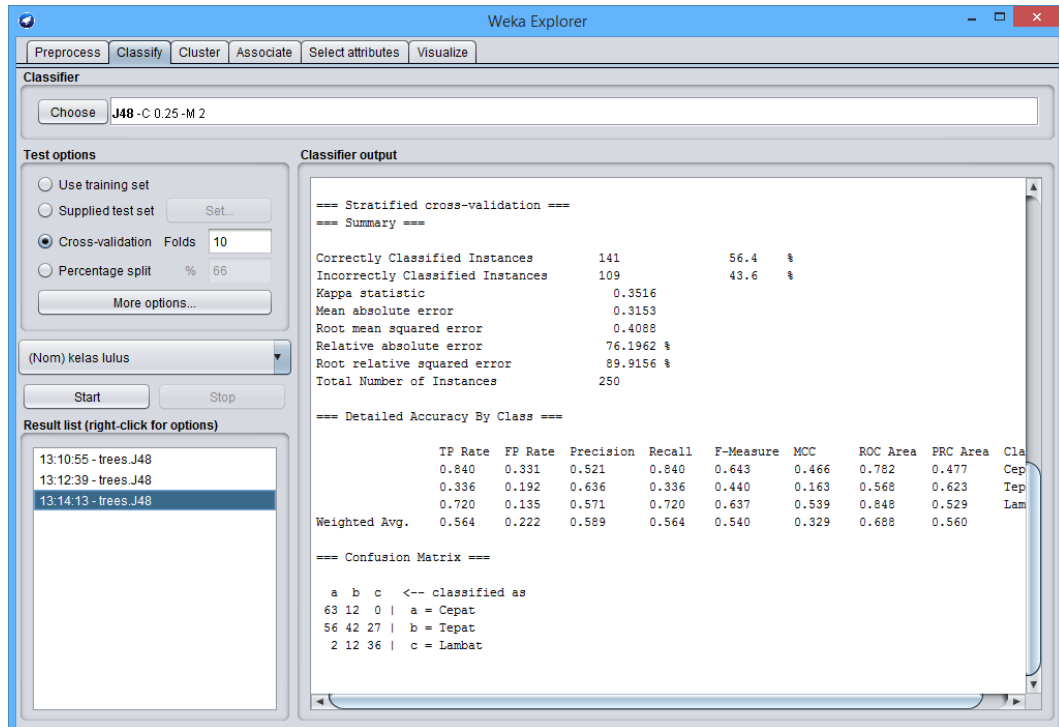 Weka Explorer
Preprocess Classify Cluster Associate Select attributes Visualize
Classifier
Choose J48 -C 0.25 -M 2
Test options
Use training set
Supplied test set Set...
Cross-validation Folds 10
Percentage split % 66
More options...
(Nom) kelas lulus
Start Stop
Result list (right-click for options)
13:10:55 - trees.J48
13:12:39 - trees.J48
13:14:13 - trees.J48
Classifier output
=== Stratified cross-validation ===
=== Summary ===
Correctly Classified Instances 141 56.4 %
Incorrectly Classified Instances 109 43.6 %
Kappa statistic 0.3516
Mean absolute error 0.3153
Root mean squared error 0.4088
Relative absolute error 76.1962 %
Root relative squared error 89.9156 %
Total Number of Instances 250
=== Detailed Accuracy By Class ===
TP Rate FP Rate Precision Recall F-Measure MCC ROC Area PRC Area Cla
0.840 0.331 0.521 0.840 0.643 0.466 0.782 0.477 Cep
0.336 0.192 0.636 0.336 0.440 0.163 0.568 0.623 Tep
0.720 0.135 0.571 0.720 0.637 0.539 0.848 0.529 Lam
Weighted Avg. 0.564 0.222 0.589 0.564 0.540 0.329 0.688 0.560
=== Confusion Matrix ===
a b c <-- classified as
63 12 0 | a = Cepat
56 42 27 | b = Tepat
2 12 36 | c = Lambat